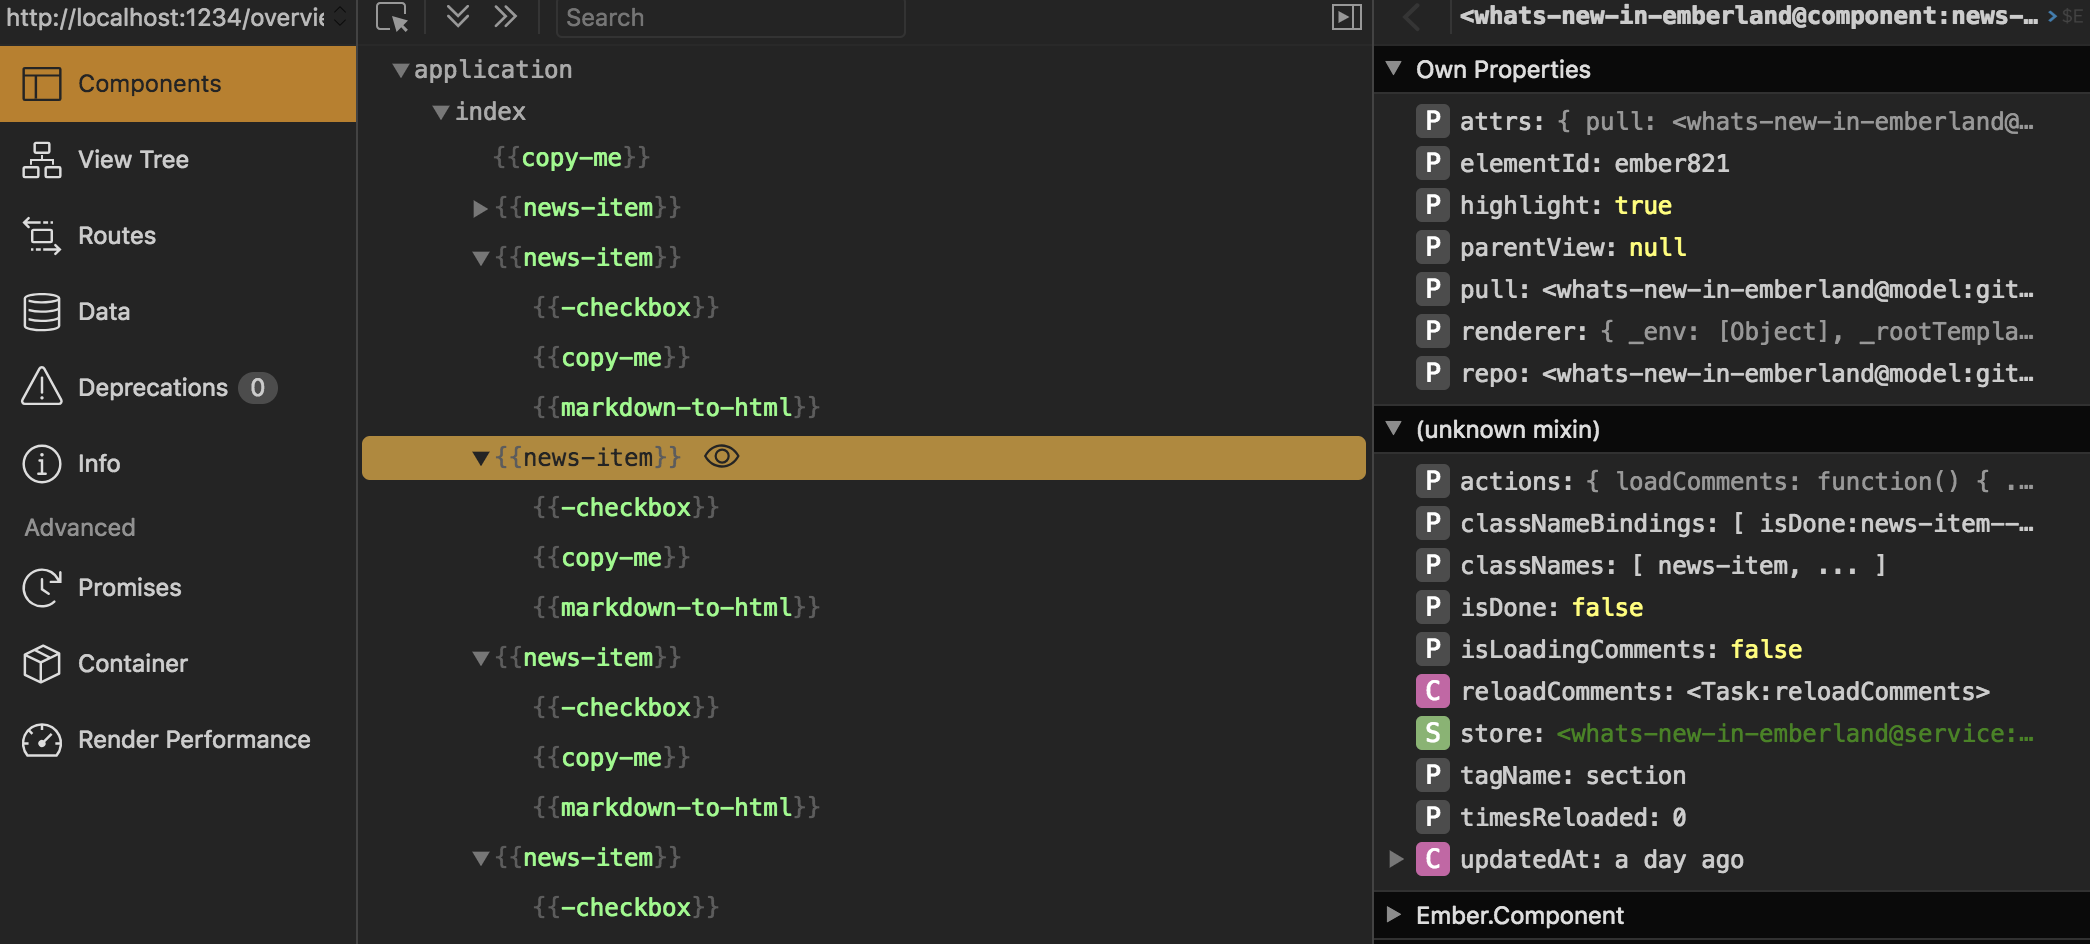 http://localhost:1234/overvie
Components
View Tree
Routes
Data
Deprecations 0
Info
Advanced
Promises
Container
Render Performance
Search
application
index
{{copy-me}}
{{news-item}}
{{news-item}}
{{-checkbox}}
{{copy-me}}
{{markdown-to-html}}
{{news-item}}
{{-checkbox}}
{{copy-me}}
{{markdown-to-html}}
{{news-item}}
{{-checkbox}}
{{copy-me}}
{{markdown-to-html}}
{{news-item}}
{{-checkbox}}
<whats-new-in-emberland@component:news-… $E
Own Properties
P attrs: { pull: <whats-new-in-emberland@…
P elementId: ember821
P highlight: true
P parentView: null
P pull: <whats-new-in-emberland@model:git…
P renderer: { _env: [Object], _rootTempla…
P repo: <whats-new-in-emberland@model:git…
(unknown mixin)
P actions: { loadComments: function() { .…
P classNameBindings: [ isDone:news-item--…
P classNames: [ news-item, ... ]
P isDone: false
P isLoadingComments: false
C reloadComments: <Task:reloadComments>
S store: <whats-new-in-emberland@service:…
P tagName: section
P timesReloaded: 0
C updatedAt: a day ago
Ember.Component